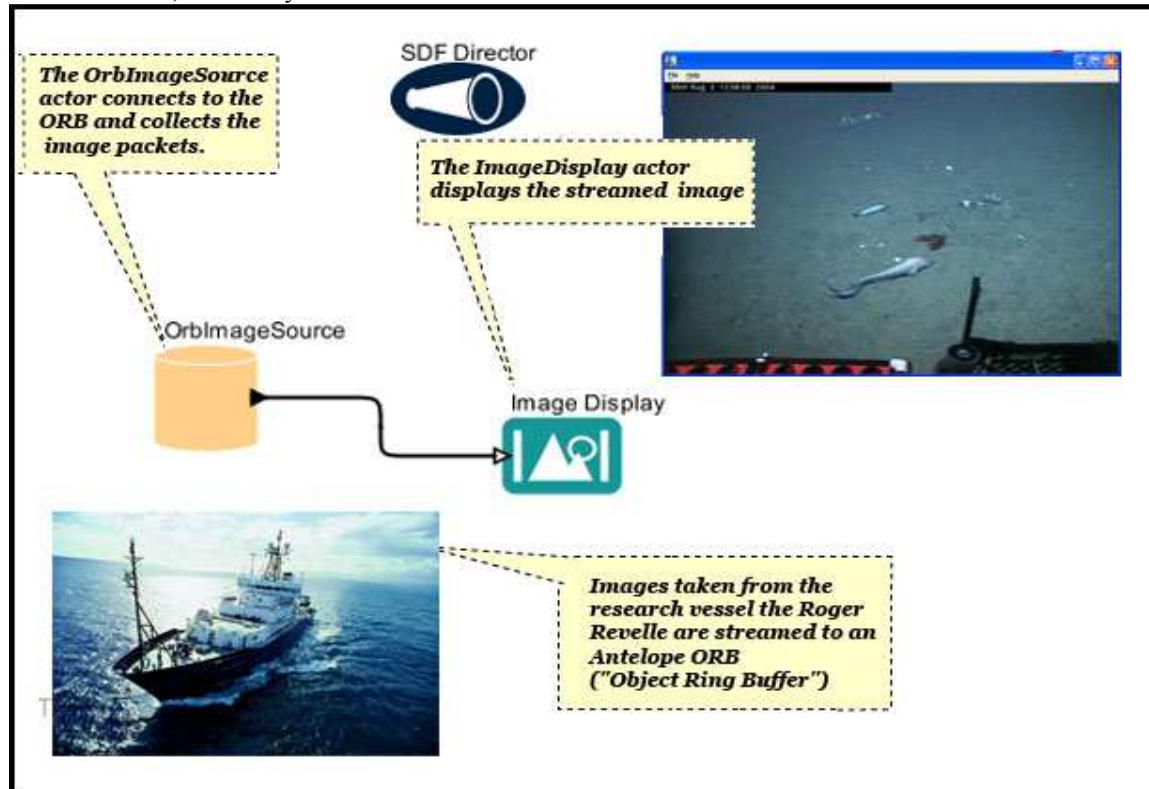 SDF Director
The OrbImageSource
actor connects to the
ORB and collects the
image packets.
The ImageDisplay actor
displays the streamed image
OrbImageSource
Image Display
Images taken from the
research vessel the Roger
Revelle are streamed to an
Antelope ORB
("Object Ring Buffer")